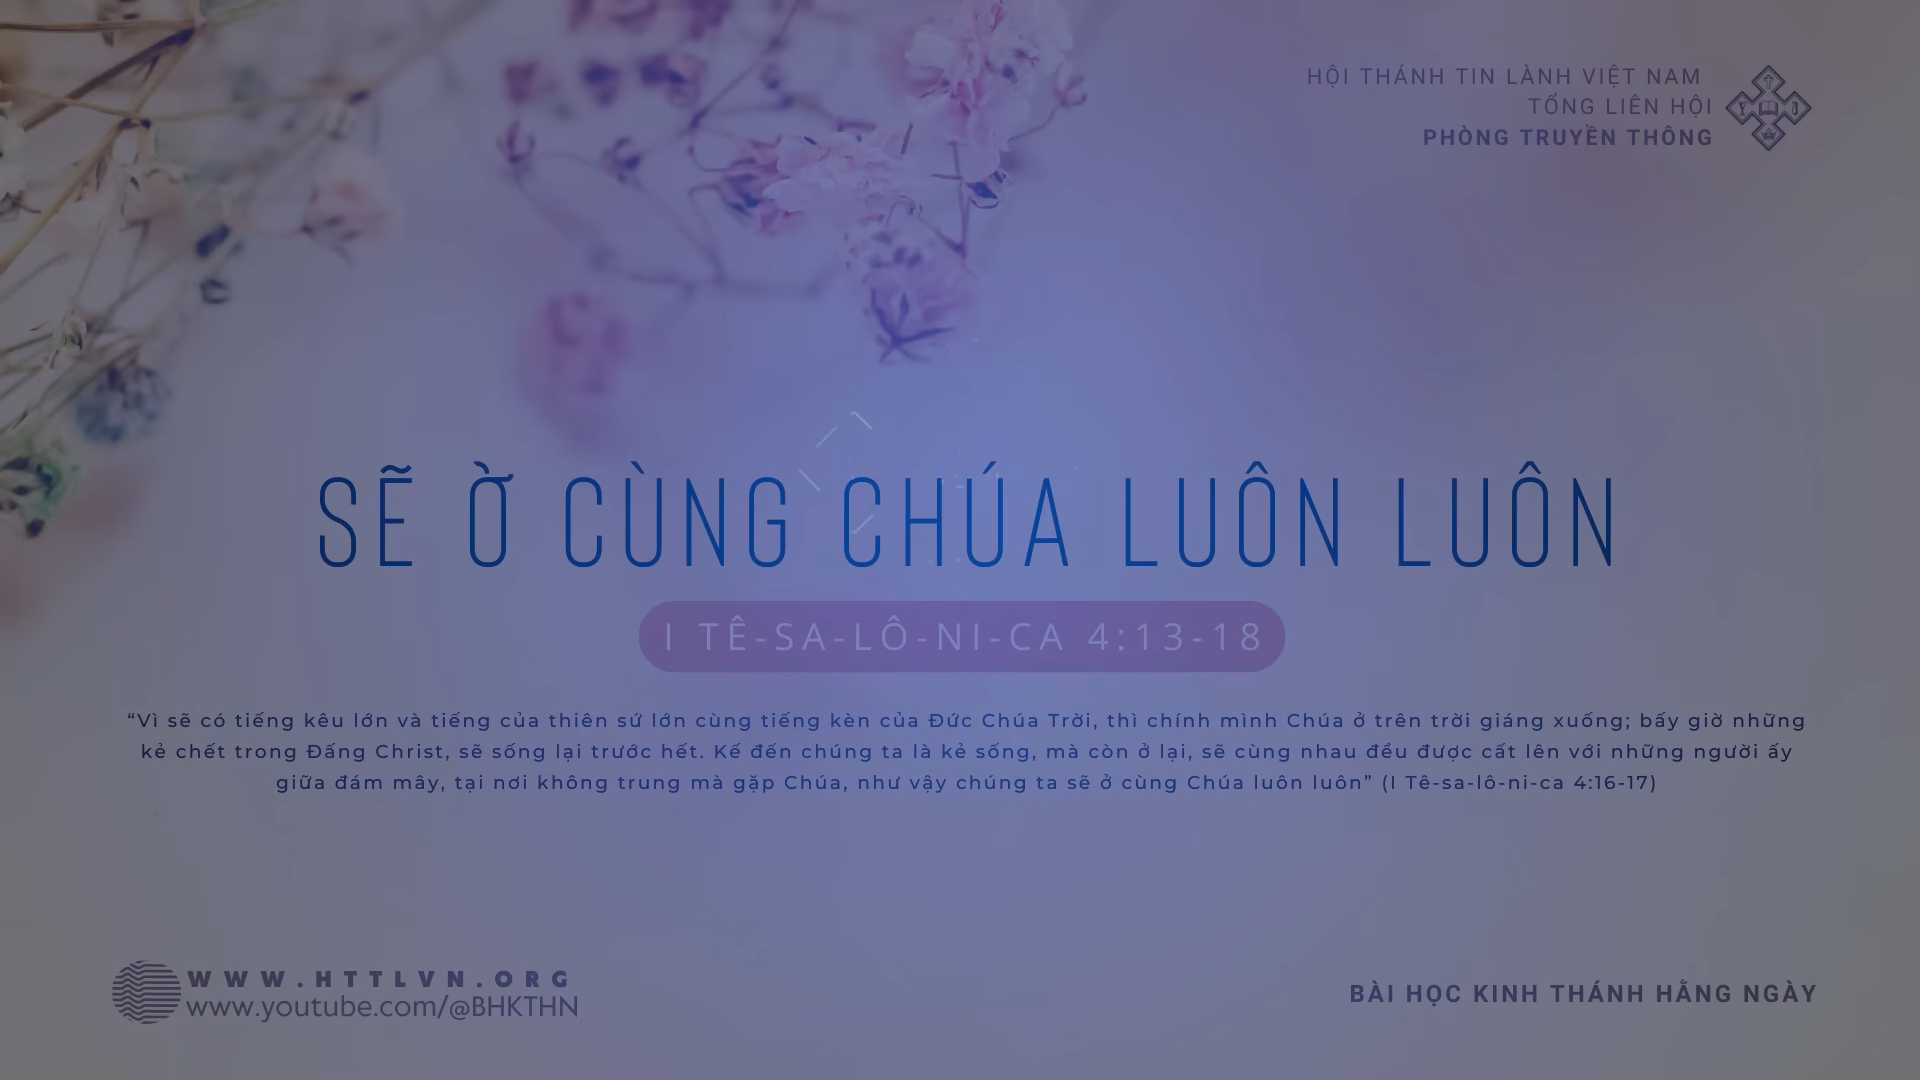 HỘI THÁNH TIN LÀNH VIỆT NAM
TỔNG LIÊN HỘI
PHÒNG TRUYỀN THÔNG
SẼ Ờ CÙNG CHÚA LUÔN LUÔN
I TÊ-SA-LÔ-NI-CA 4:13-18
“Vì sẽ có tiếng kêu lớn và tiếng của thiên sứ lớn cùng tiếng kèn của Đức Chúa Trời, thì chính mình Chúa ở trên trời giáng xuống; bấy giờ những
kẻ chết trong Đấng Christ, sẽ sống lại trước hết. Kế đến chúng ta là kẻ sống, mà còn ở lại, sẽ cùng nhau đều được cất lên với những người ấy
giữa đám mây, tại nơi không trung mà gặp Chúa, như vậy chúng ta sẽ ở cùng Chúa luôn luôn” (I Tê-sa-lô-ni-ca 4:16-17)
WWW.HTTLVN.ORG
www.youtube.com/@BHKTHN
BÀI HỌC KINH THÁNH HẰNG NGÀY